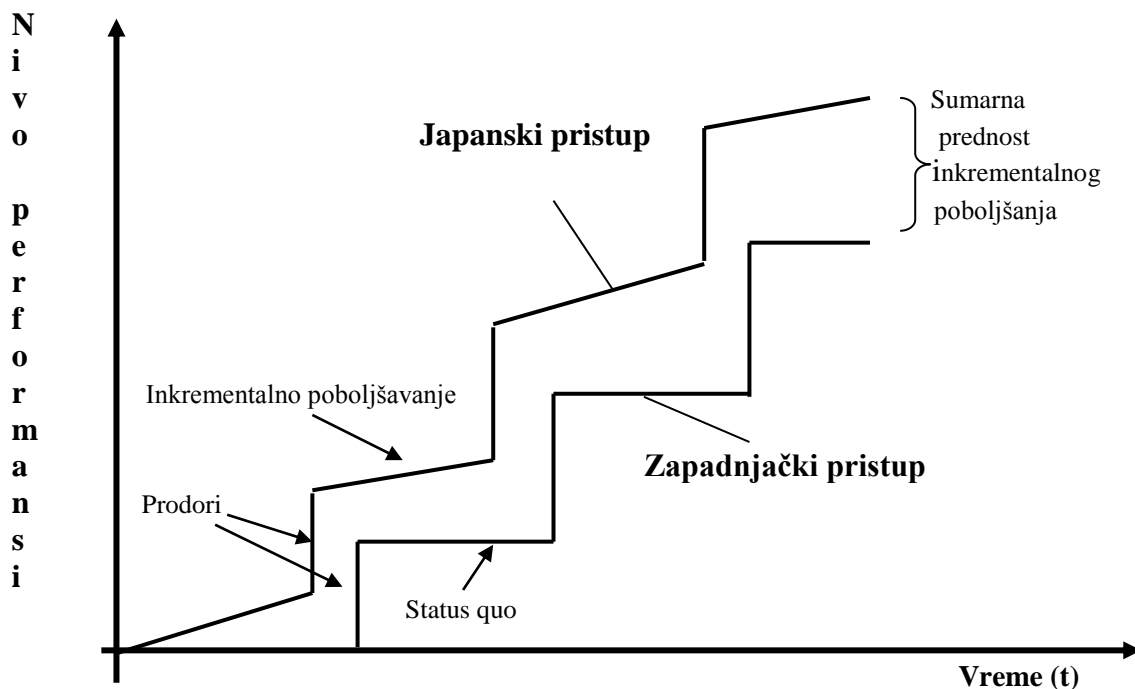 Nivo performansi
Sumarna
prednost
inkrementalnog
poboljšanja
Japanski pristup
Inkrementalno poboljšavanje
Zapadnjački pristup
Prodori
Status quo
Vreme (t)